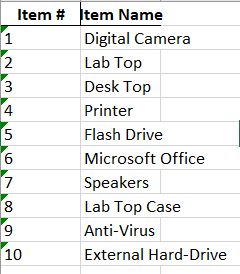 Item # Item Name
1 Digital Camera
2 Lab Top
3 Desk Top
4 Printer
5 Flash Drive
6 Microsoft Office
7 Speakers
8 Lab Top Case
9 Anti-Virus
10 External Hard-Drive